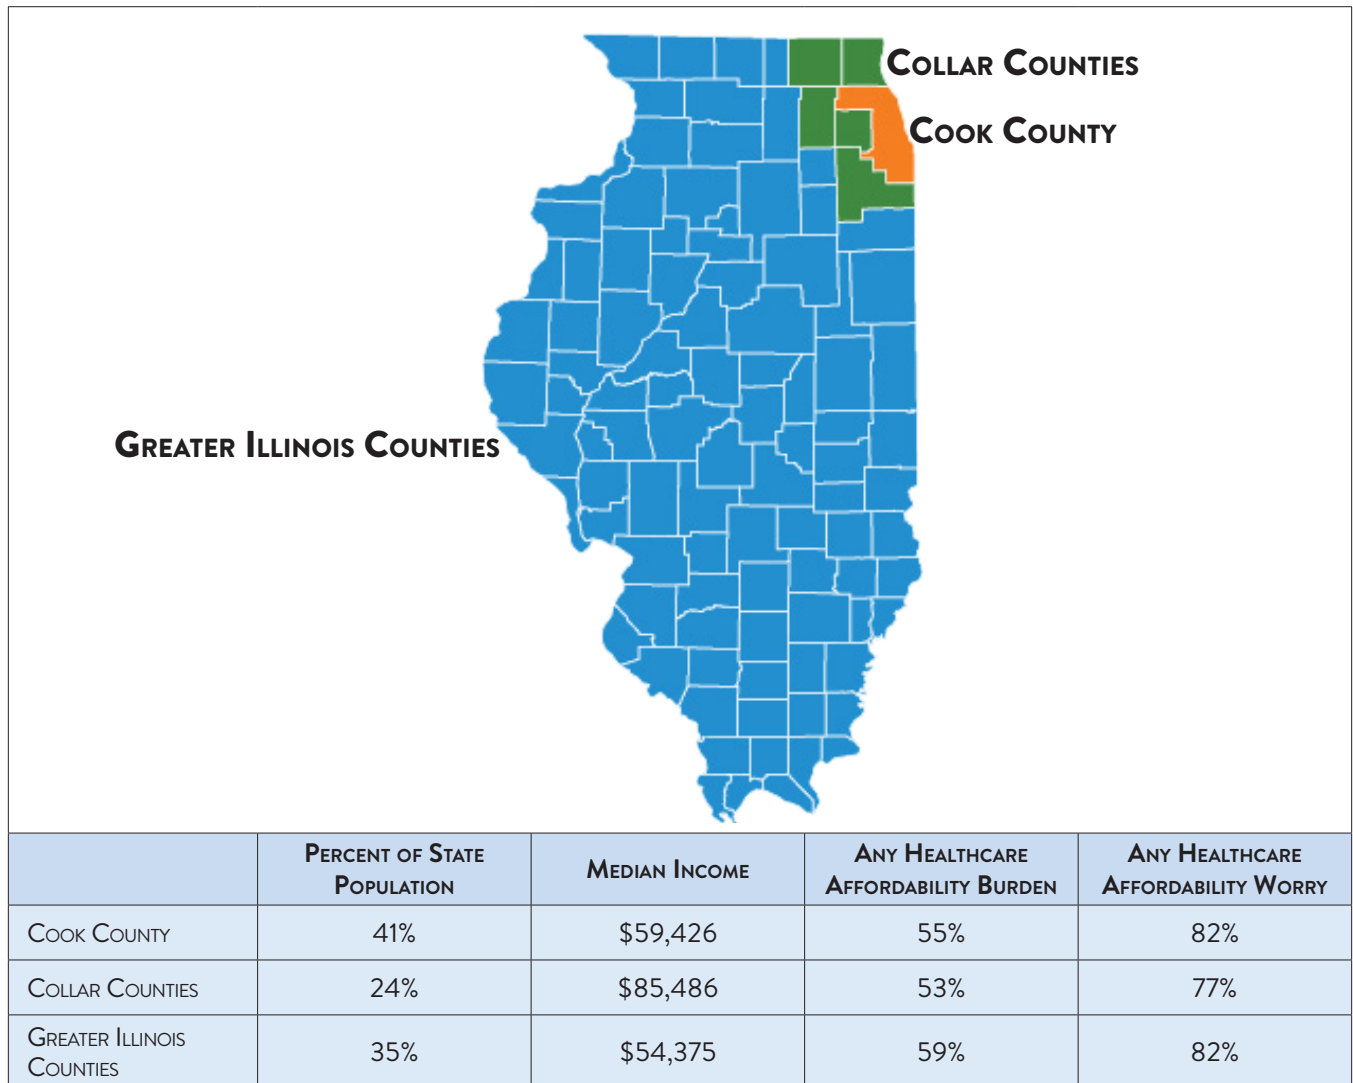 Collar Counties
Cook County
Greater Illinois Counties
Percent of State
Population
Median Income
Any Healthcare
Affordability Burden
Any Healthcare
Affordability Worry
Cook County
41%
$59,426
55%
82%
Collar Counties
24%
$85,486
53%
77%
Greater Illinois
Counties
35%
$54,375
59%
82%